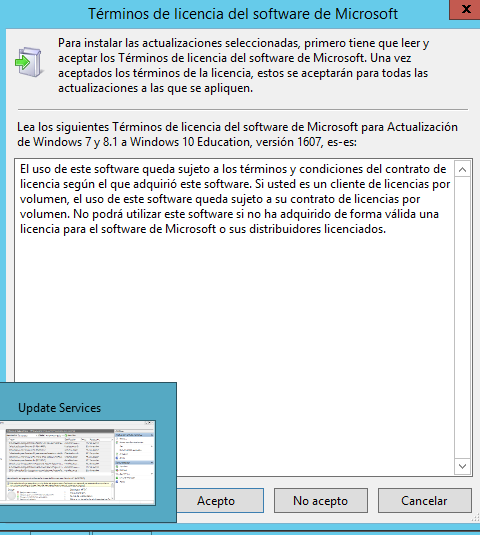 Términos de licencia del software de Microsoft
x
Para instalar las actualizaciones seleccionadas, primero tiene que leer y
aceptar los Términos de licencia del software de Microsoft. Una vez
aceptados los términos de la licencia, estos se aceptarán para todas las
actualizaciones a las que se apliquen.
Lea los siguientes Términos de licencia del software de Microsoft para Actualización
de Windows 7 y 8.1 a Windows 10 Education, versión 1607, es-es:
El uso de este software queda sujeto a los términos y condiciones del contrato de
licencia según el que adquirió este software. Si usted es un cliente de licencias por
volumen, el uso de este software queda sujeto a su contrato de licencias por
volumen. No podrá utilizar este software si no ha adquirido de forma válida una
licencia para el software de Microsoft o sus distribuidores licenciados.
Update Services
Acepto
No acepto
Cancelar